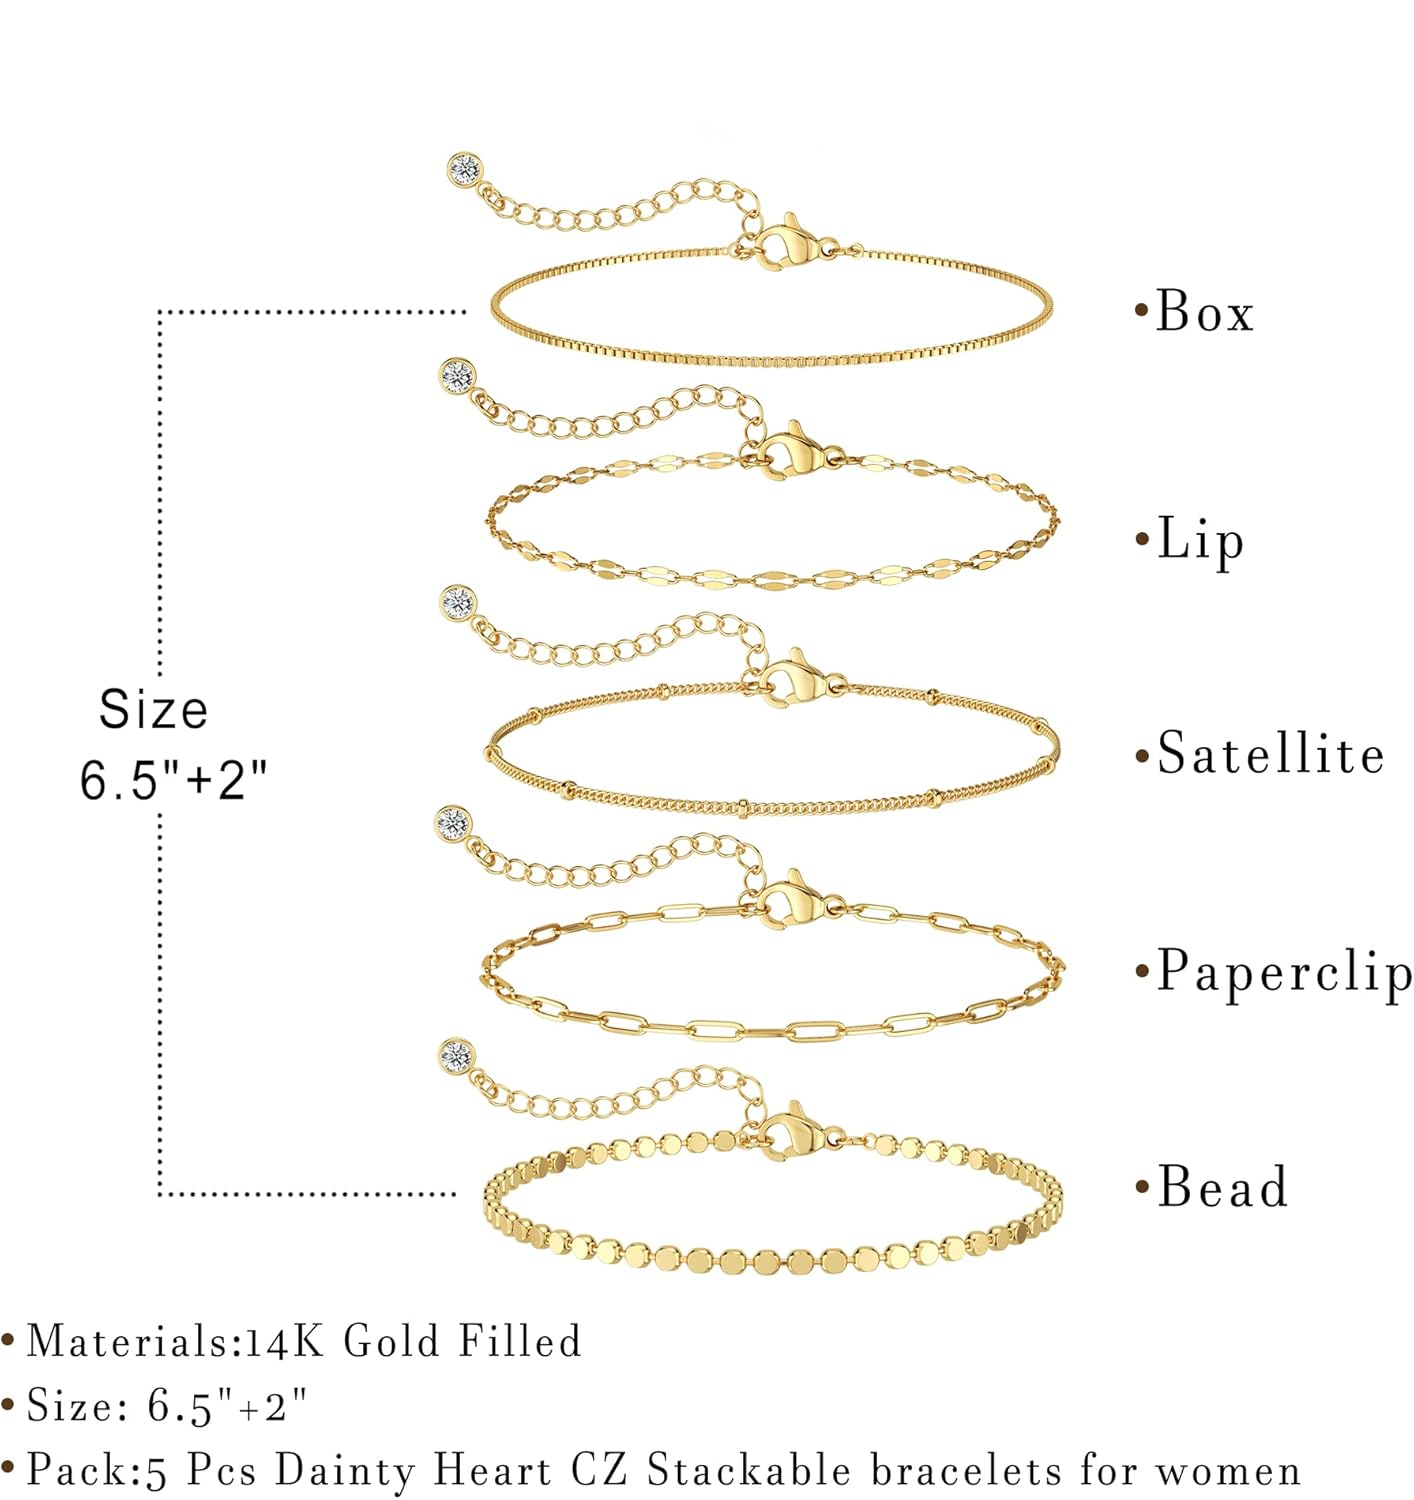 •Box
•Lip
Size
6.5"+2"
•Satellite
•Paperclip
•Bead
•Materials:14K Gold Filled
•Size: 6.5"+2"
•Pack:5 Pcs Dainty Heart CZ Stackable bracelets for women